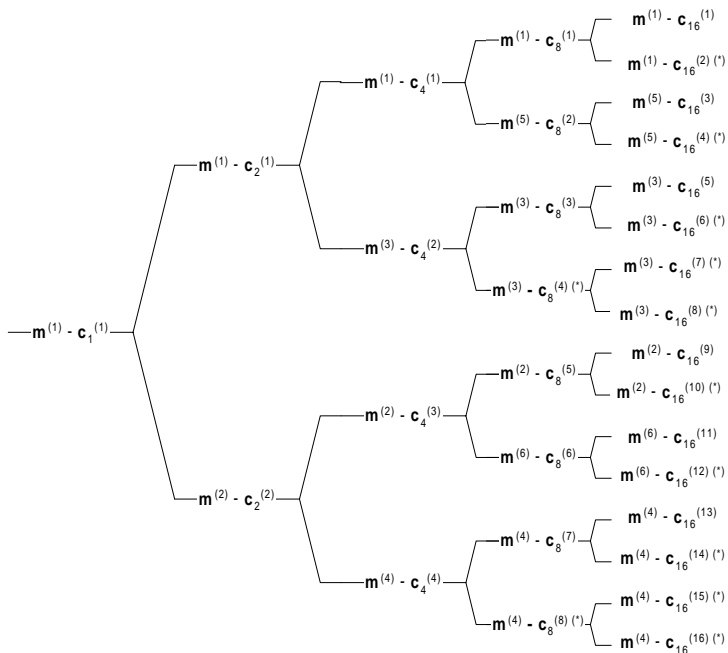 m(1) - c16(1)
m(1) - c8(1)
m(1) - c16(2) (*)
m(1) - c4(1)
m(5) - c16(3)
m(5) - c8(2)
m(5) - c16(4) (*)
m(1) - c2(1)
m(3) - c16(5)
m(3) - c8(3)
m(3) - c16(6) (*)
m(3) - c4(2)
m(3) - c16(7) (*)
m(3) - c8(4) (*)
m(3) - c16(8) (*)
m(1) - c1(1)
m(2) - c16(9)
m(2) - c8(5)
m(2) - c16(10) (*)
m(2) - c4(3)
m(6) - c16(11)
m(6) - c8(6)
m(6) - c16(12) (*)
m(2) - c2(2)
m(4) - c16(13)
m(4) - c8(7)
m(4) - c16(14) (*)
m(4) - c4(4)
m(4) - c16(15) (*)
m(4) - c8(8) (*)
m(4) - c16(16) (*)